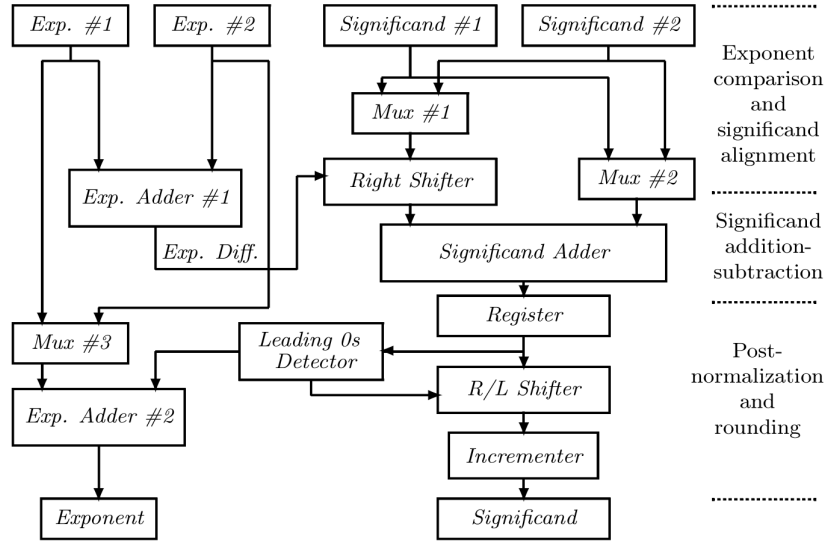 Exp. #1
Exp. #2
Significand #1
Significand #2
Exponent
comparison
and
significand
alignment
Mux #1
Exp. Adder #1
Right Shifter
Mux #2
Exp. Diff.
Significand Adder
Significand
addition-
subtraction
Register
Mux #3
Leading 0s
Detector
R/L Shifter
Exp. Adder #2
Post-
normalization
and
rounding
Incrementer
Exponent
Significand